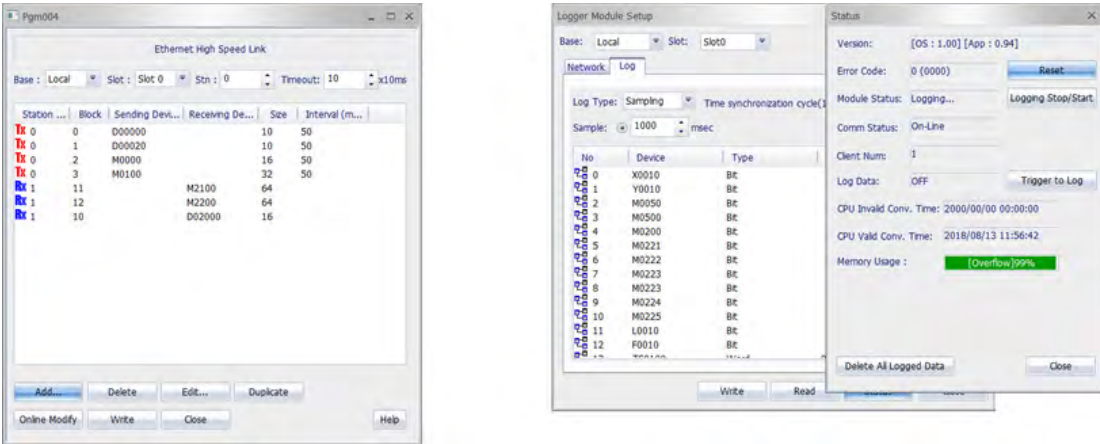 Pgm004
Ethernet High Speed Link
Base : Local Slot : Slot 0 Stn : 0 Timeout: 10 x10ms
Station ... Block Sending Devi... Receiving De... Size Interval (m...
Tx 0 0 D00000 10 50
Tx 0 1 D00020 10 50
Tx 0 2 M0000 16 50
Tx 0 3 M0100 32 50
Rx 1 11 M2100 64
Rx 1 12 M2200 64
Rx 1 10 D02000 16
Add... Delete Edit... Duplicate
Online Modify Write Close Help
Logger Module Setup
Base: Local Slot: Slot0
Network Log
Log Type: Sampling Time synchronization cycle(1
Sample: 1000 msec
No Device Type
0 X0010 Bit
1 Y0010 Bit
2 M0050 Bit
3 M0500 Bit
4 M0200 Bit
5 M0221 Bit
6 M0222 Bit
7 M0223 Bit
8 M0223 Bit
9 M0224 Bit
10 M0225 Bit
11 L0010 Bit
12 F0010 Bit
Write Read
Status
Version: [OS : 1.00] [App : 0.94]
Error Code: 0 (0000) Reset
Module Status: Logging... Logging Stop/Start
Comm Status: On-Line
Client Num: 1
Log Data: OFF Trigger to Log
CPU Invalid Conv. Time: 2000/00/00 00:00:00
CPU Valid Conv. Time: 2018/08/13 11:56:42
Memory Usage : [Overflow]99%
Delete All Logged Data Close